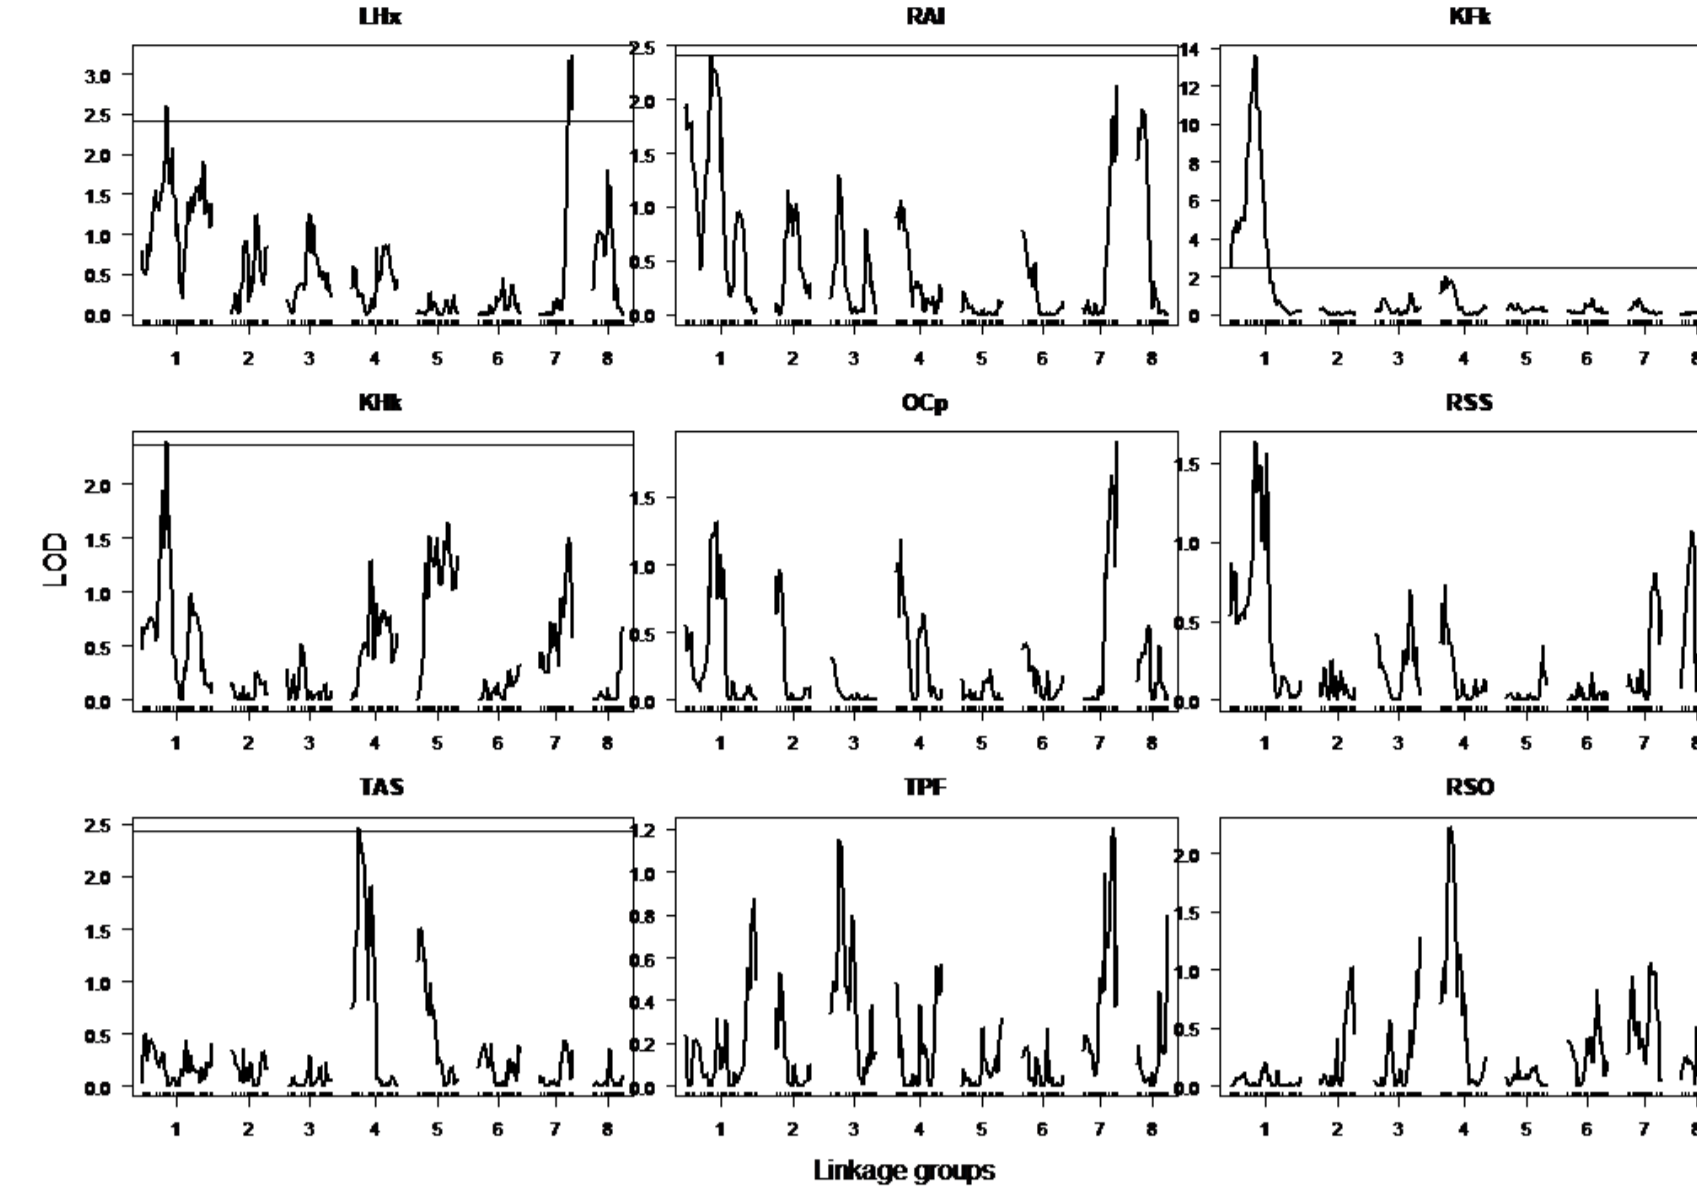 LHx RAI KFk
3.0 2.5 2.0 1.5 1.0 0.5 0.0
2.5 2.0 1.5 1.0 0.5 0.0
14 12 10 8 6 4 2 0
1 2 3 4 5 6 7 8 1 2 3 4 5 6 7 8 1 2 3 4 5 6 7 8
KHk OCp RSS
LOD
2.0 1.5 1.0 0.5 0.0
1.5 1.0 0.5 0.0
1.5 1.0 0.5 0.0
1 2 3 4 5 6 7 8 1 2 3 4 5 6 7 8 1 2 3 4 5 6 7 8
TAS TPF RSO
2.5 2.0 1.5 1.0 0.5 0.0
1.2 1.0 0.8 0.6 0.4 0.2 0.0
2.0 1.5 1.0 0.5 0.0
1 2 3 4 5 6 7 8 1 2 3 4 5 6 7 8 1 2 3 4 5 6 7 8
Linkage groups